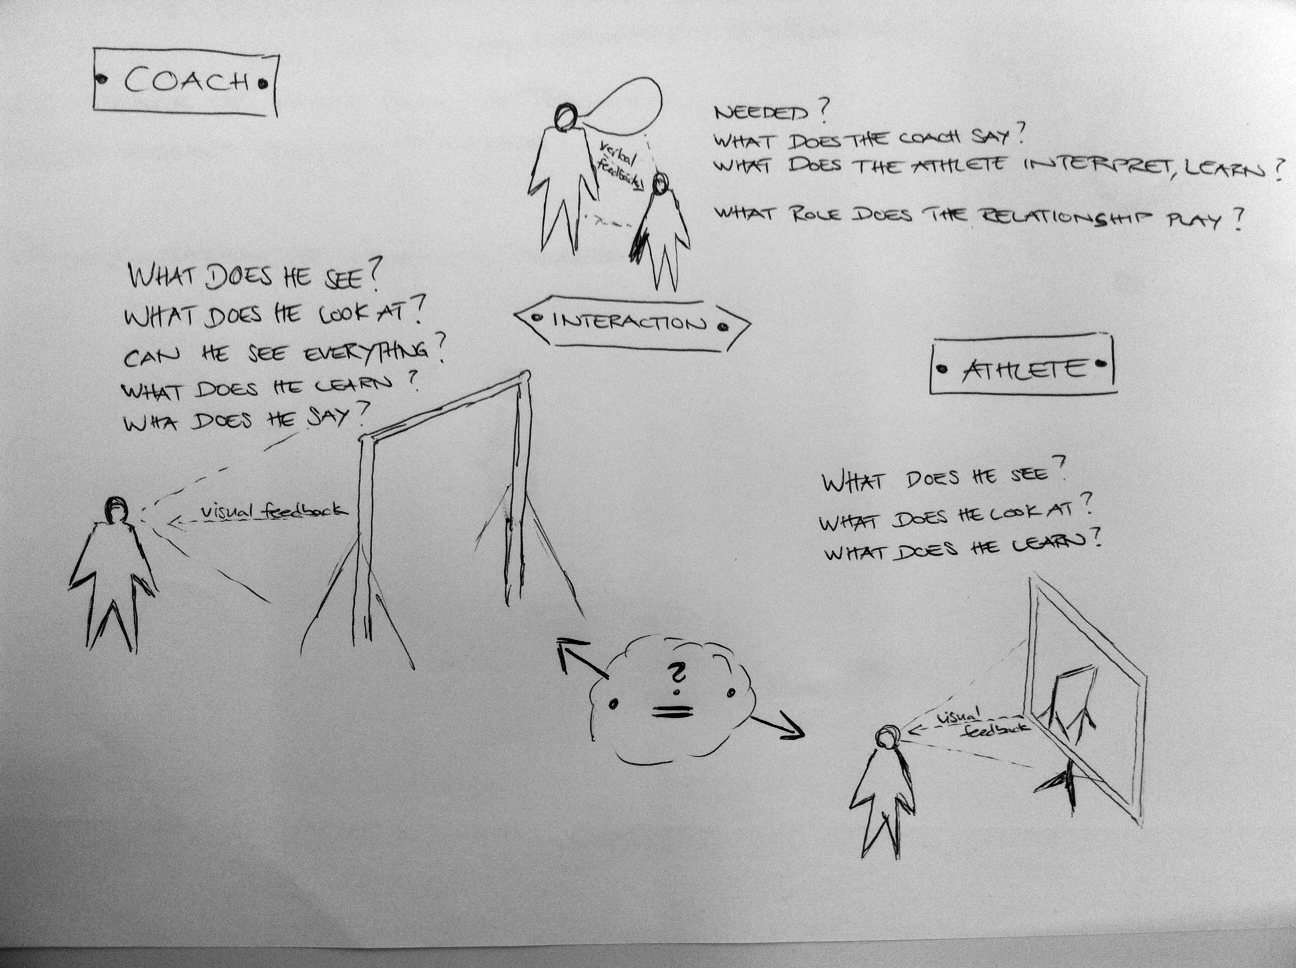 COACH
NEEDED?
WHAT DOES THE COACH SAY?
WHAT DOES THE ATHLETE INTERPRET, LEARN?
WHAT ROLE DOES THE RELATIONSHIP PLAY?
verbal
feedback
INTERACTION
WHAT DOES HE SEE?
WHAT DOES HE LOOK AT?
CAN HE SEE EVERYTHNG?
WHAT DOES HE LEARN?
WHA DOES HE SAY?
visual feedback
ATHLETE
WHAT DOES HE SEE?
WHAT DOES HE LOOK AT?
WHAT DOES HE LEARN?
visual
feedback
?
=